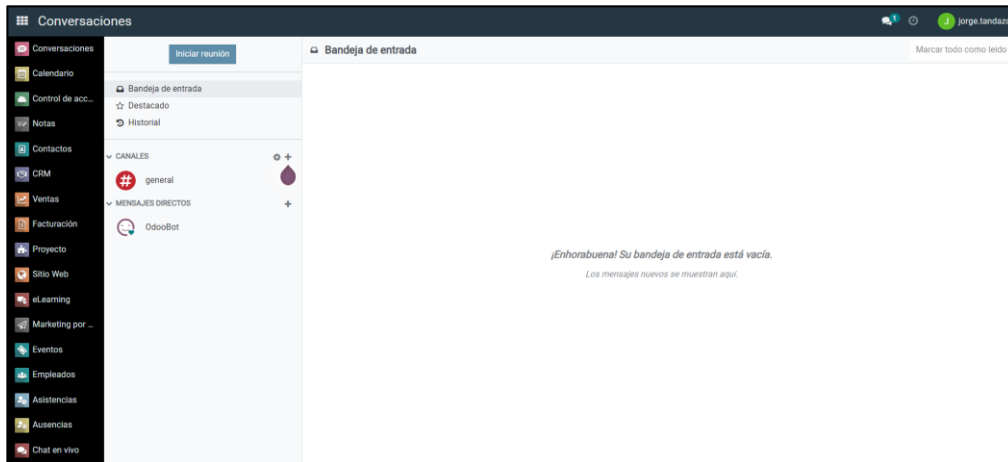 Conversaciones
1
J
jorge.tandazo
Conversaciones
Calendario
Control de acc...
Notas
Contactos
CRM
Ventas
Facturación
Proyecto
Sitio Web
eLearning
Marketing por ...
Eventos
Empleados
Asistencias
Ausencias
Chat en vivo
Iniciar reunión
Bandeja de entrada
Destacado
Historial
CANALES
general
MENSAJES DIRECTOS
OdooBot
Bandeja de entrada
Marcar todo como leído
¡Enhorabuena! Su bandeja de entrada está vacía.
Los mensajes nuevos se muestran aquí.